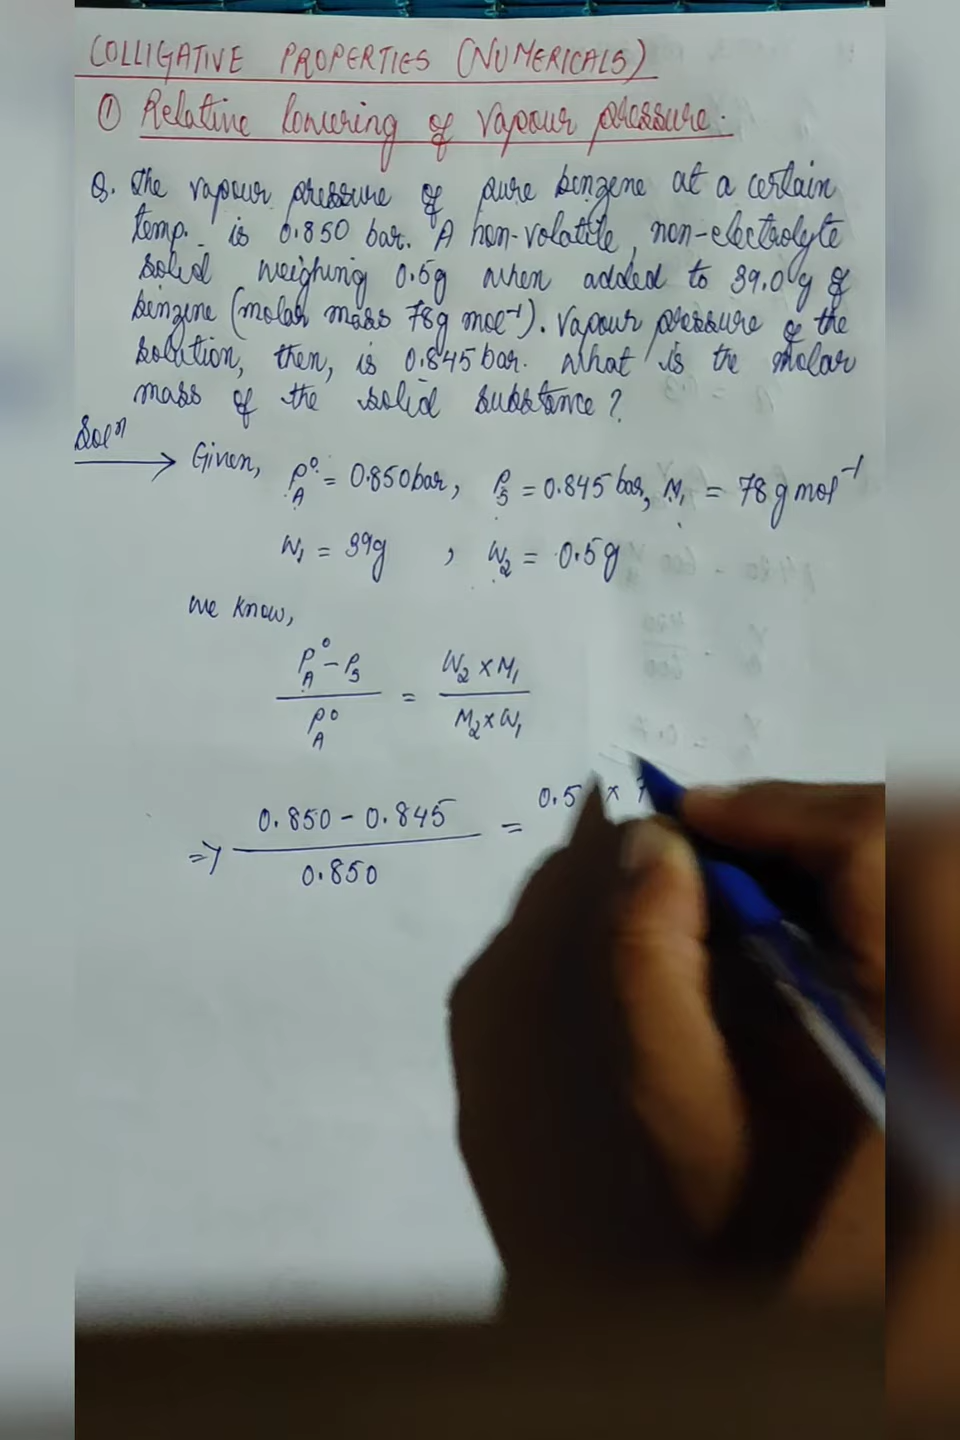 COLLIGATIVE PROPERTIES (NUMERICALS)
① Relative lowering of vapour pressure.
Q. The vapour pressure of pure benzene at a certain
temp. is 0.850 bar. A non-volatile, non-electrolyte
solid weighing 0.5g when added to 39.0g of
benzene (molar mass 78g mol⁻¹). Vapour pressure of the
solution, then, is 0.845 bar. What is the molar
mass of the solid substance?
Solⁿ
Given, P°A = 0.850 bar, Ps = 0.845 bar, M₁ = 78 g mol⁻¹
W₁ = 39g , W₂ = 0.5g
We know,
(P°A - Ps) / P°A = (W₂ × M₁) / (M₂ × W₁)
=> (0.850 - 0.845) / 0.850 = 0.5 × 7